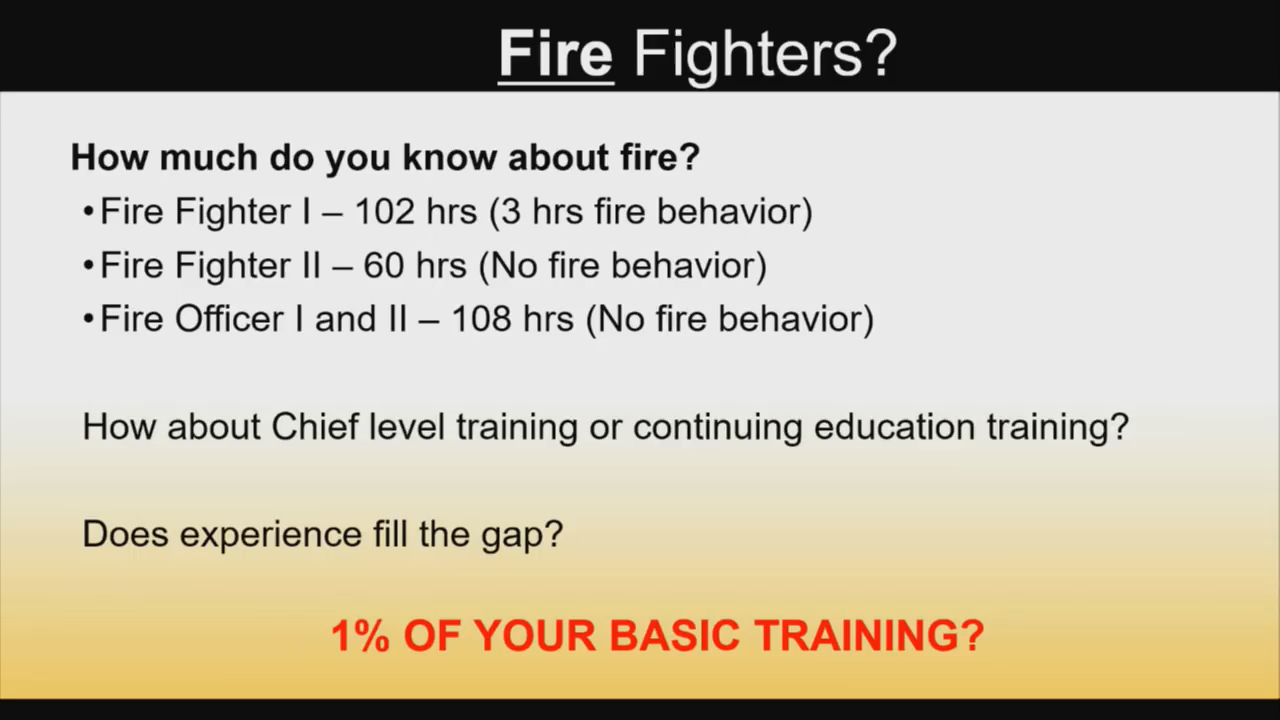 Fire Fighters?
How much do you know about fire?
•Fire Fighter I – 102 hrs (3 hrs fire behavior)
•Fire Fighter II – 60 hrs (No fire behavior)
•Fire Officer I and II – 108 hrs (No fire behavior)
How about Chief level training or continuing education training?
Does experience fill the gap?
1% OF YOUR BASIC TRAINING?